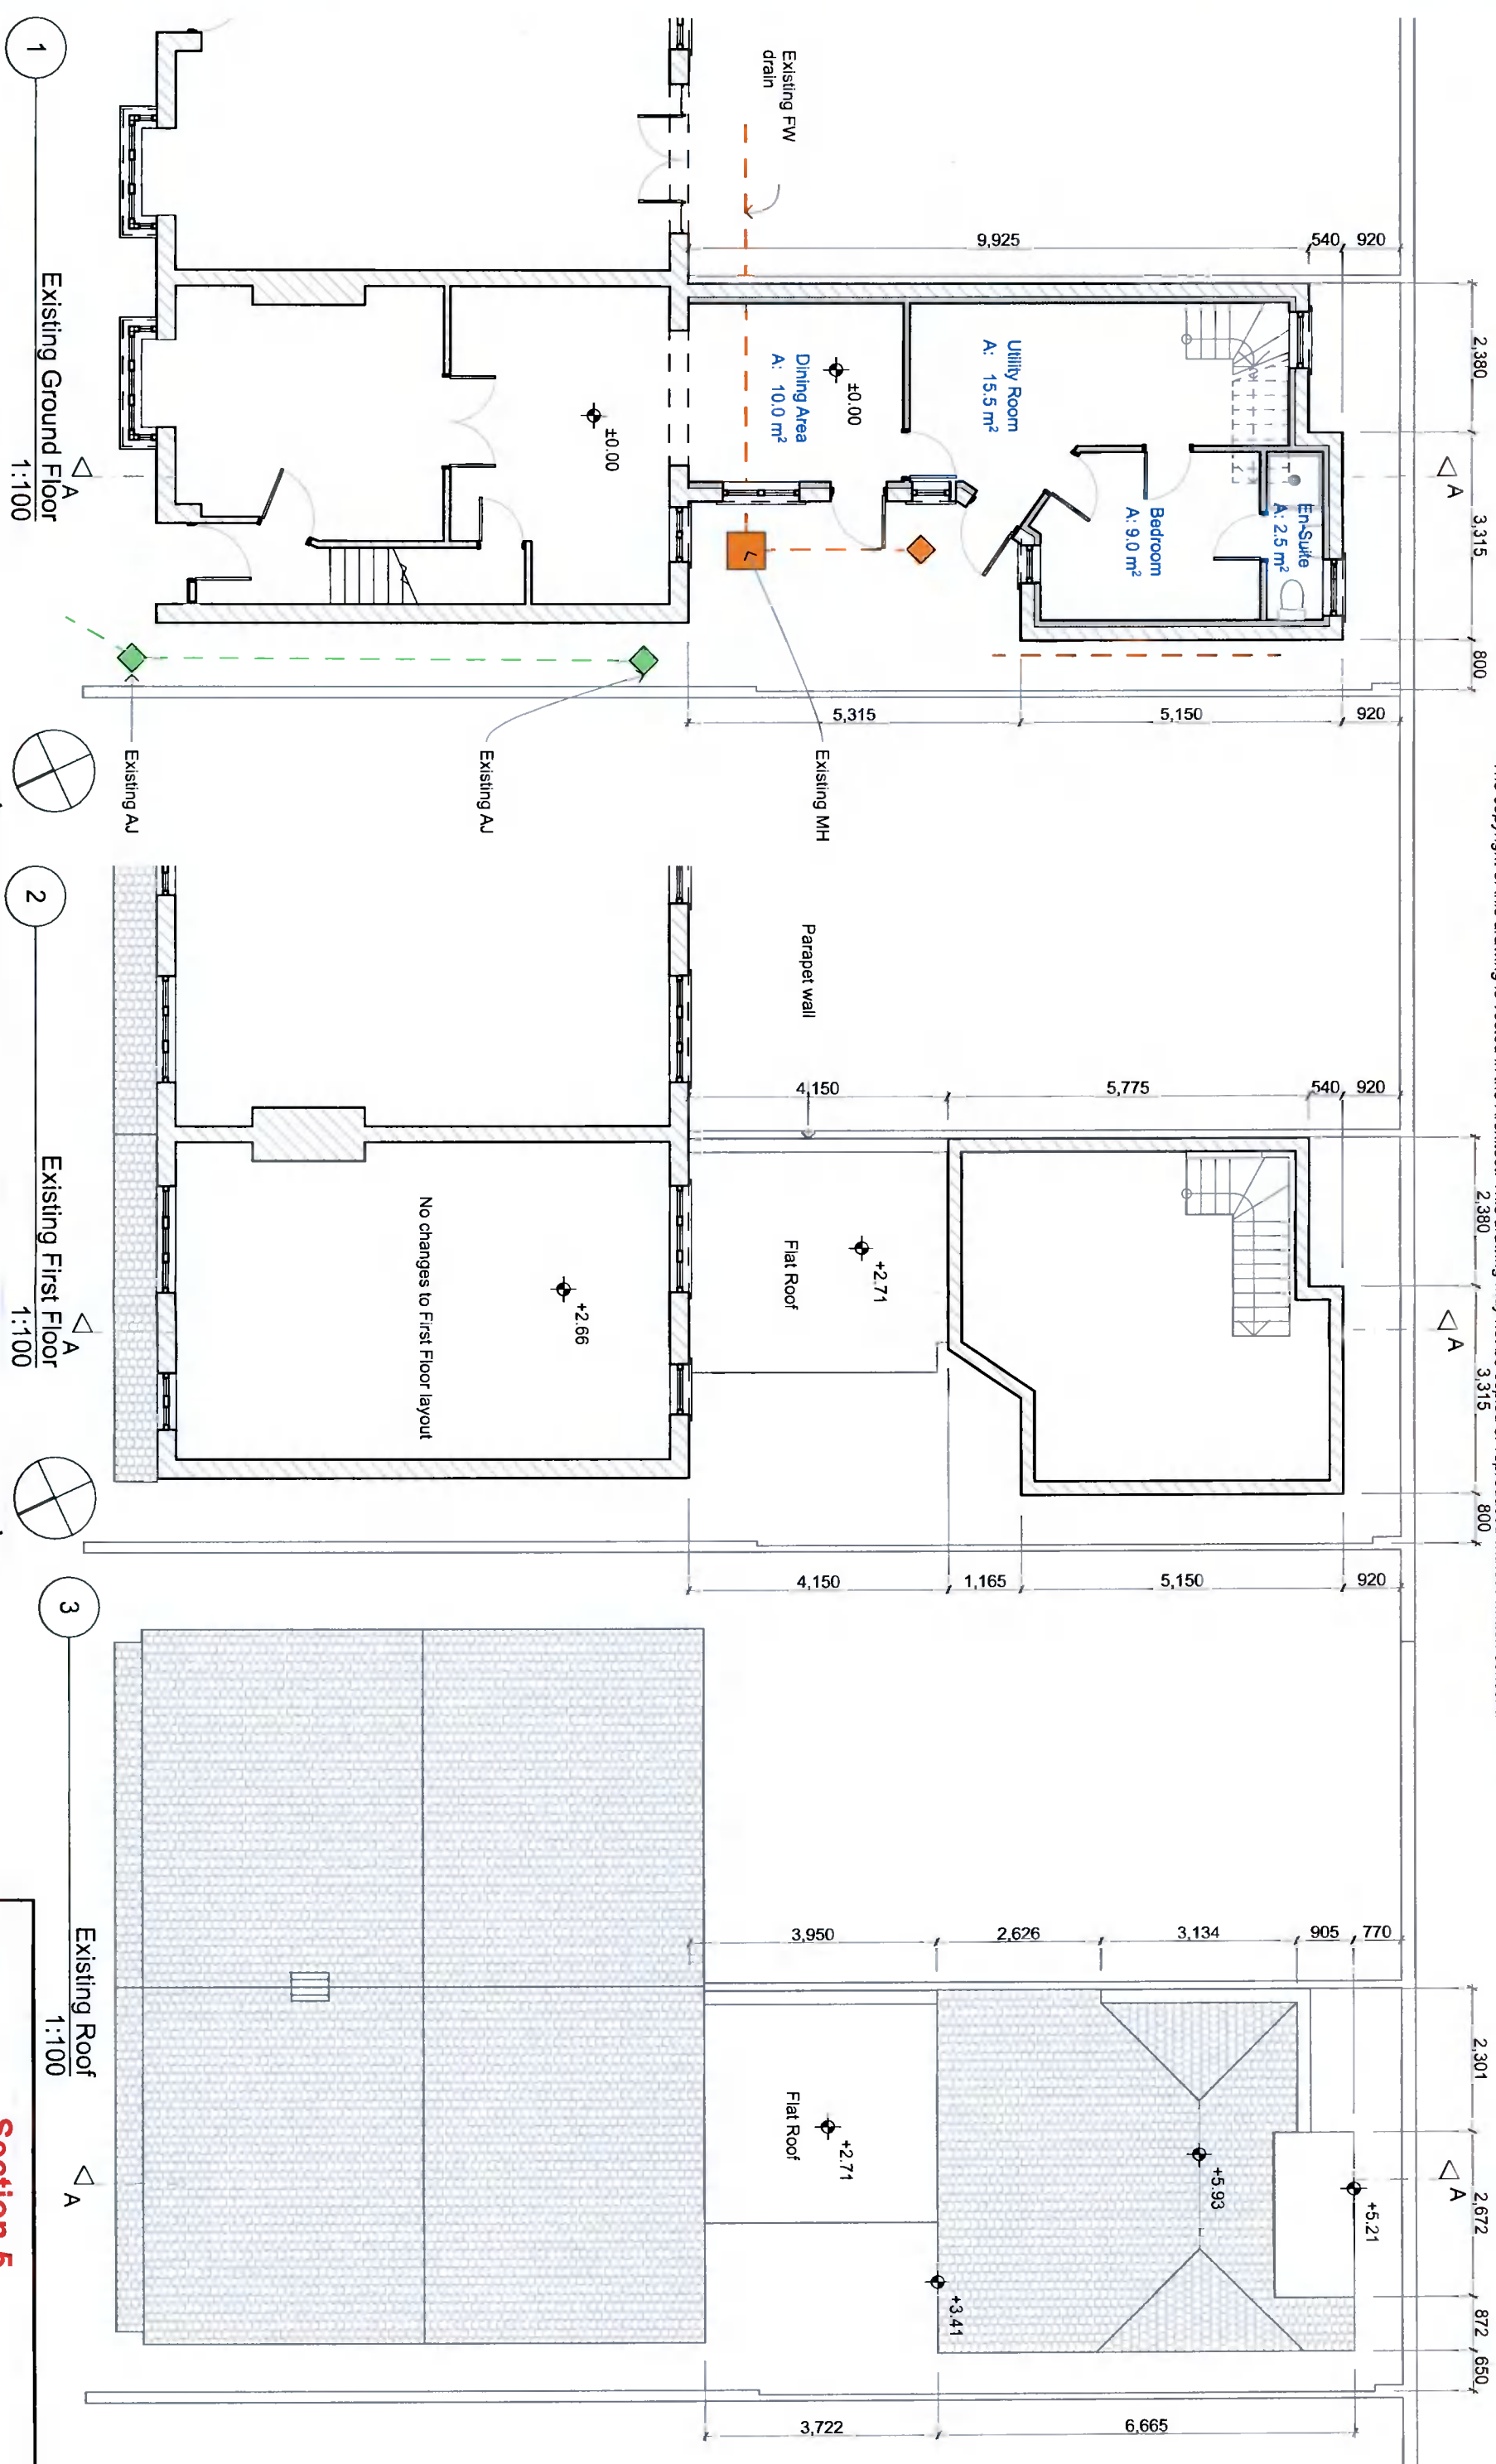 1
Existing Ground Floor
1:100
A
A
Existing FW
drain
Dining Area
A: 10.0 m²
±0.00
±0.00
Utility Room
A: 15.5 m²
Bedroom
A: 9.0 m²
En-Suite
A: 2.5 m²
9,925
540
920
2,380
3,315
800
5,315
5,150
920
Existing AJ
Existing AJ
Existing MH
2
Existing First Floor
1:100
A
A
Parapet wall
No changes to First Floor layout
+2.66
Flat Roof
+2.71
4,150
5,775
540
920
2,380
3,315
800
4,150
1,165
5,150
920
3
Existing Roof
1:100
A
A
Flat Roof
+2.71
+5.93
+5.21
+3.41
3,950
2,626
3,134
905
770
2,301
2,672
872
650
3,722
6,665
Section 5